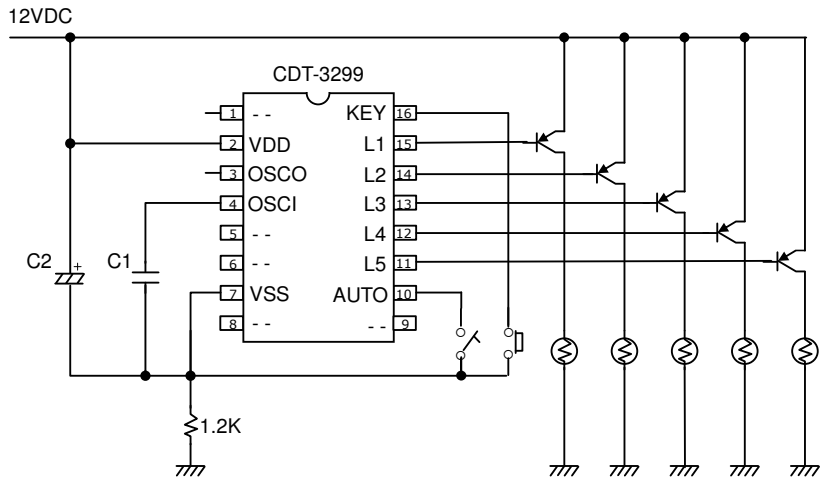 12VDC
CDT-3299
1 -- KEY 16
2 VDD L1 15
3 OSCO L2 14
4 OSCI L3 13
5 -- L4 12
6 -- L5 11
7 VSS AUTO 10
8 -- -- 9
C2 + C1
1.2K